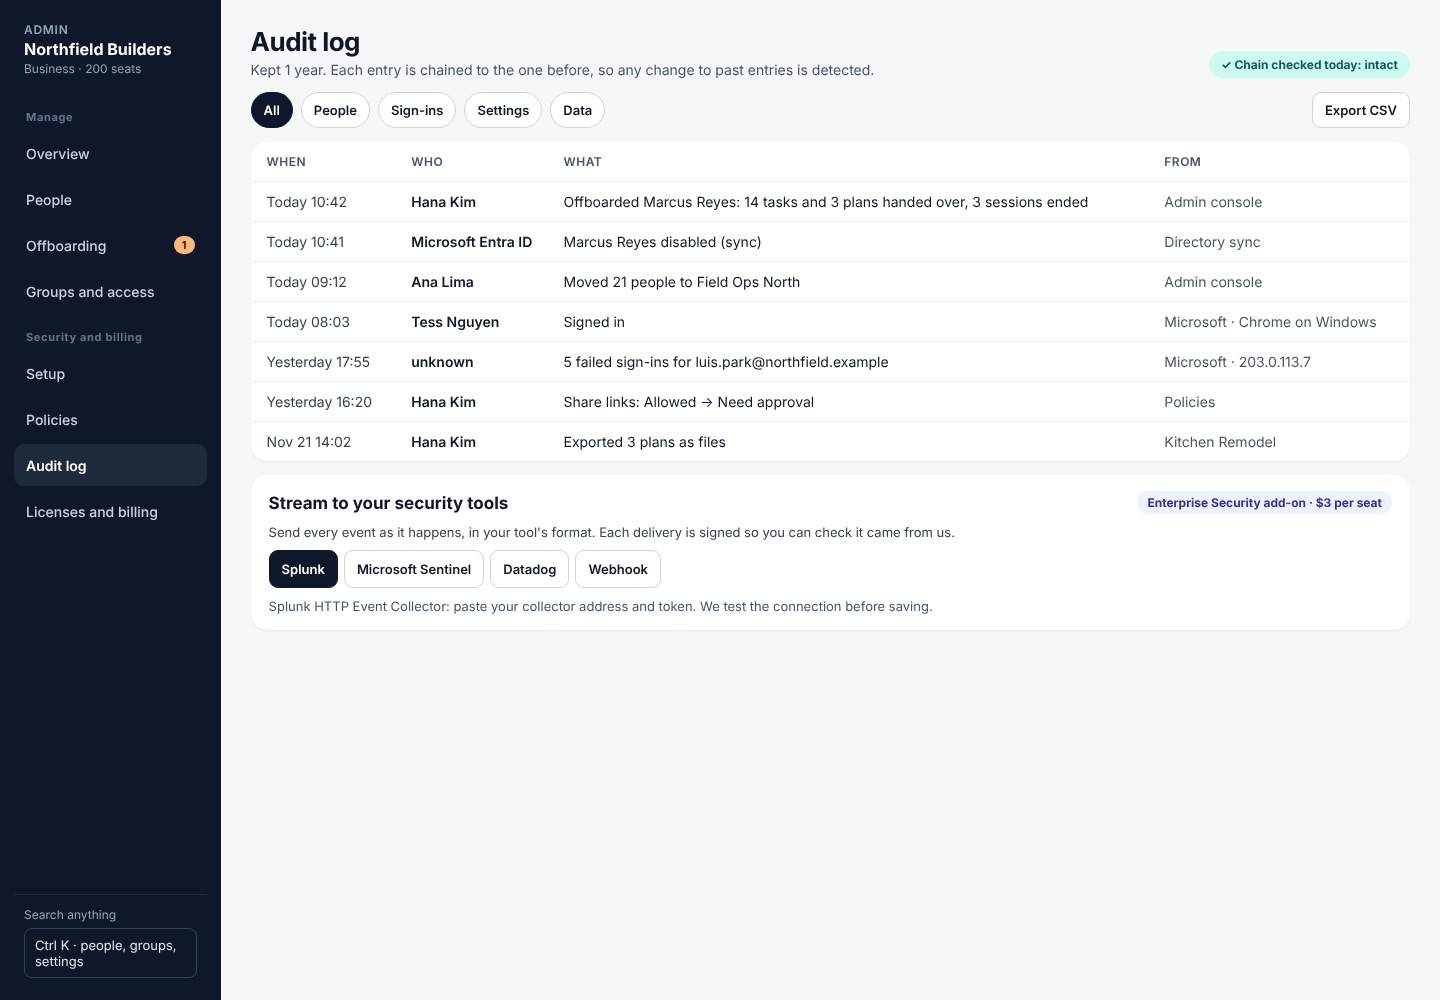 ADMIN
Northfield Builders
Business · 200 seats
Manage
Overview
People
Offboarding 1
Groups and access
Security and billing
Setup
Policies
Audit log
Licenses and billing
Search anything
Ctrl K · people, groups,
settings
Audit log
Kept 1 year. Each entry is chained to the one before, so any change to past entries is detected.
✓ Chain checked today: intact
All People Sign-ins Settings Data Export CSV
WHEN WHO WHAT FROM
Today 10:42 Hana Kim Offboarded Marcus Reyes: 14 tasks and 3 plans handed over, 3 sessions ended Admin console
Today 10:41 Microsoft Entra ID Marcus Reyes disabled (sync) Directory sync
Today 09:12 Ana Lima Moved 21 people to Field Ops North Admin console
Today 08:03 Tess Nguyen Signed in Microsoft · Chrome on Windows
Yesterday 17:55 unknown 5 failed sign-ins for luis.park@northfield.example Microsoft · 203.0.113.7
Yesterday 16:20 Hana Kim Share links: Allowed → Need approval Policies
Nov 21 14:02 Hana Kim Exported 3 plans as files Kitchen Remodel
Stream to your security tools Enterprise Security add-on · $3 per seat
Send every event as it happens, in your tool's format. Each delivery is signed so you can check it came from us.
Splunk Microsoft Sentinel Datadog Webhook
Splunk HTTP Event Collector: paste your collector address and token. We test the connection before saving.